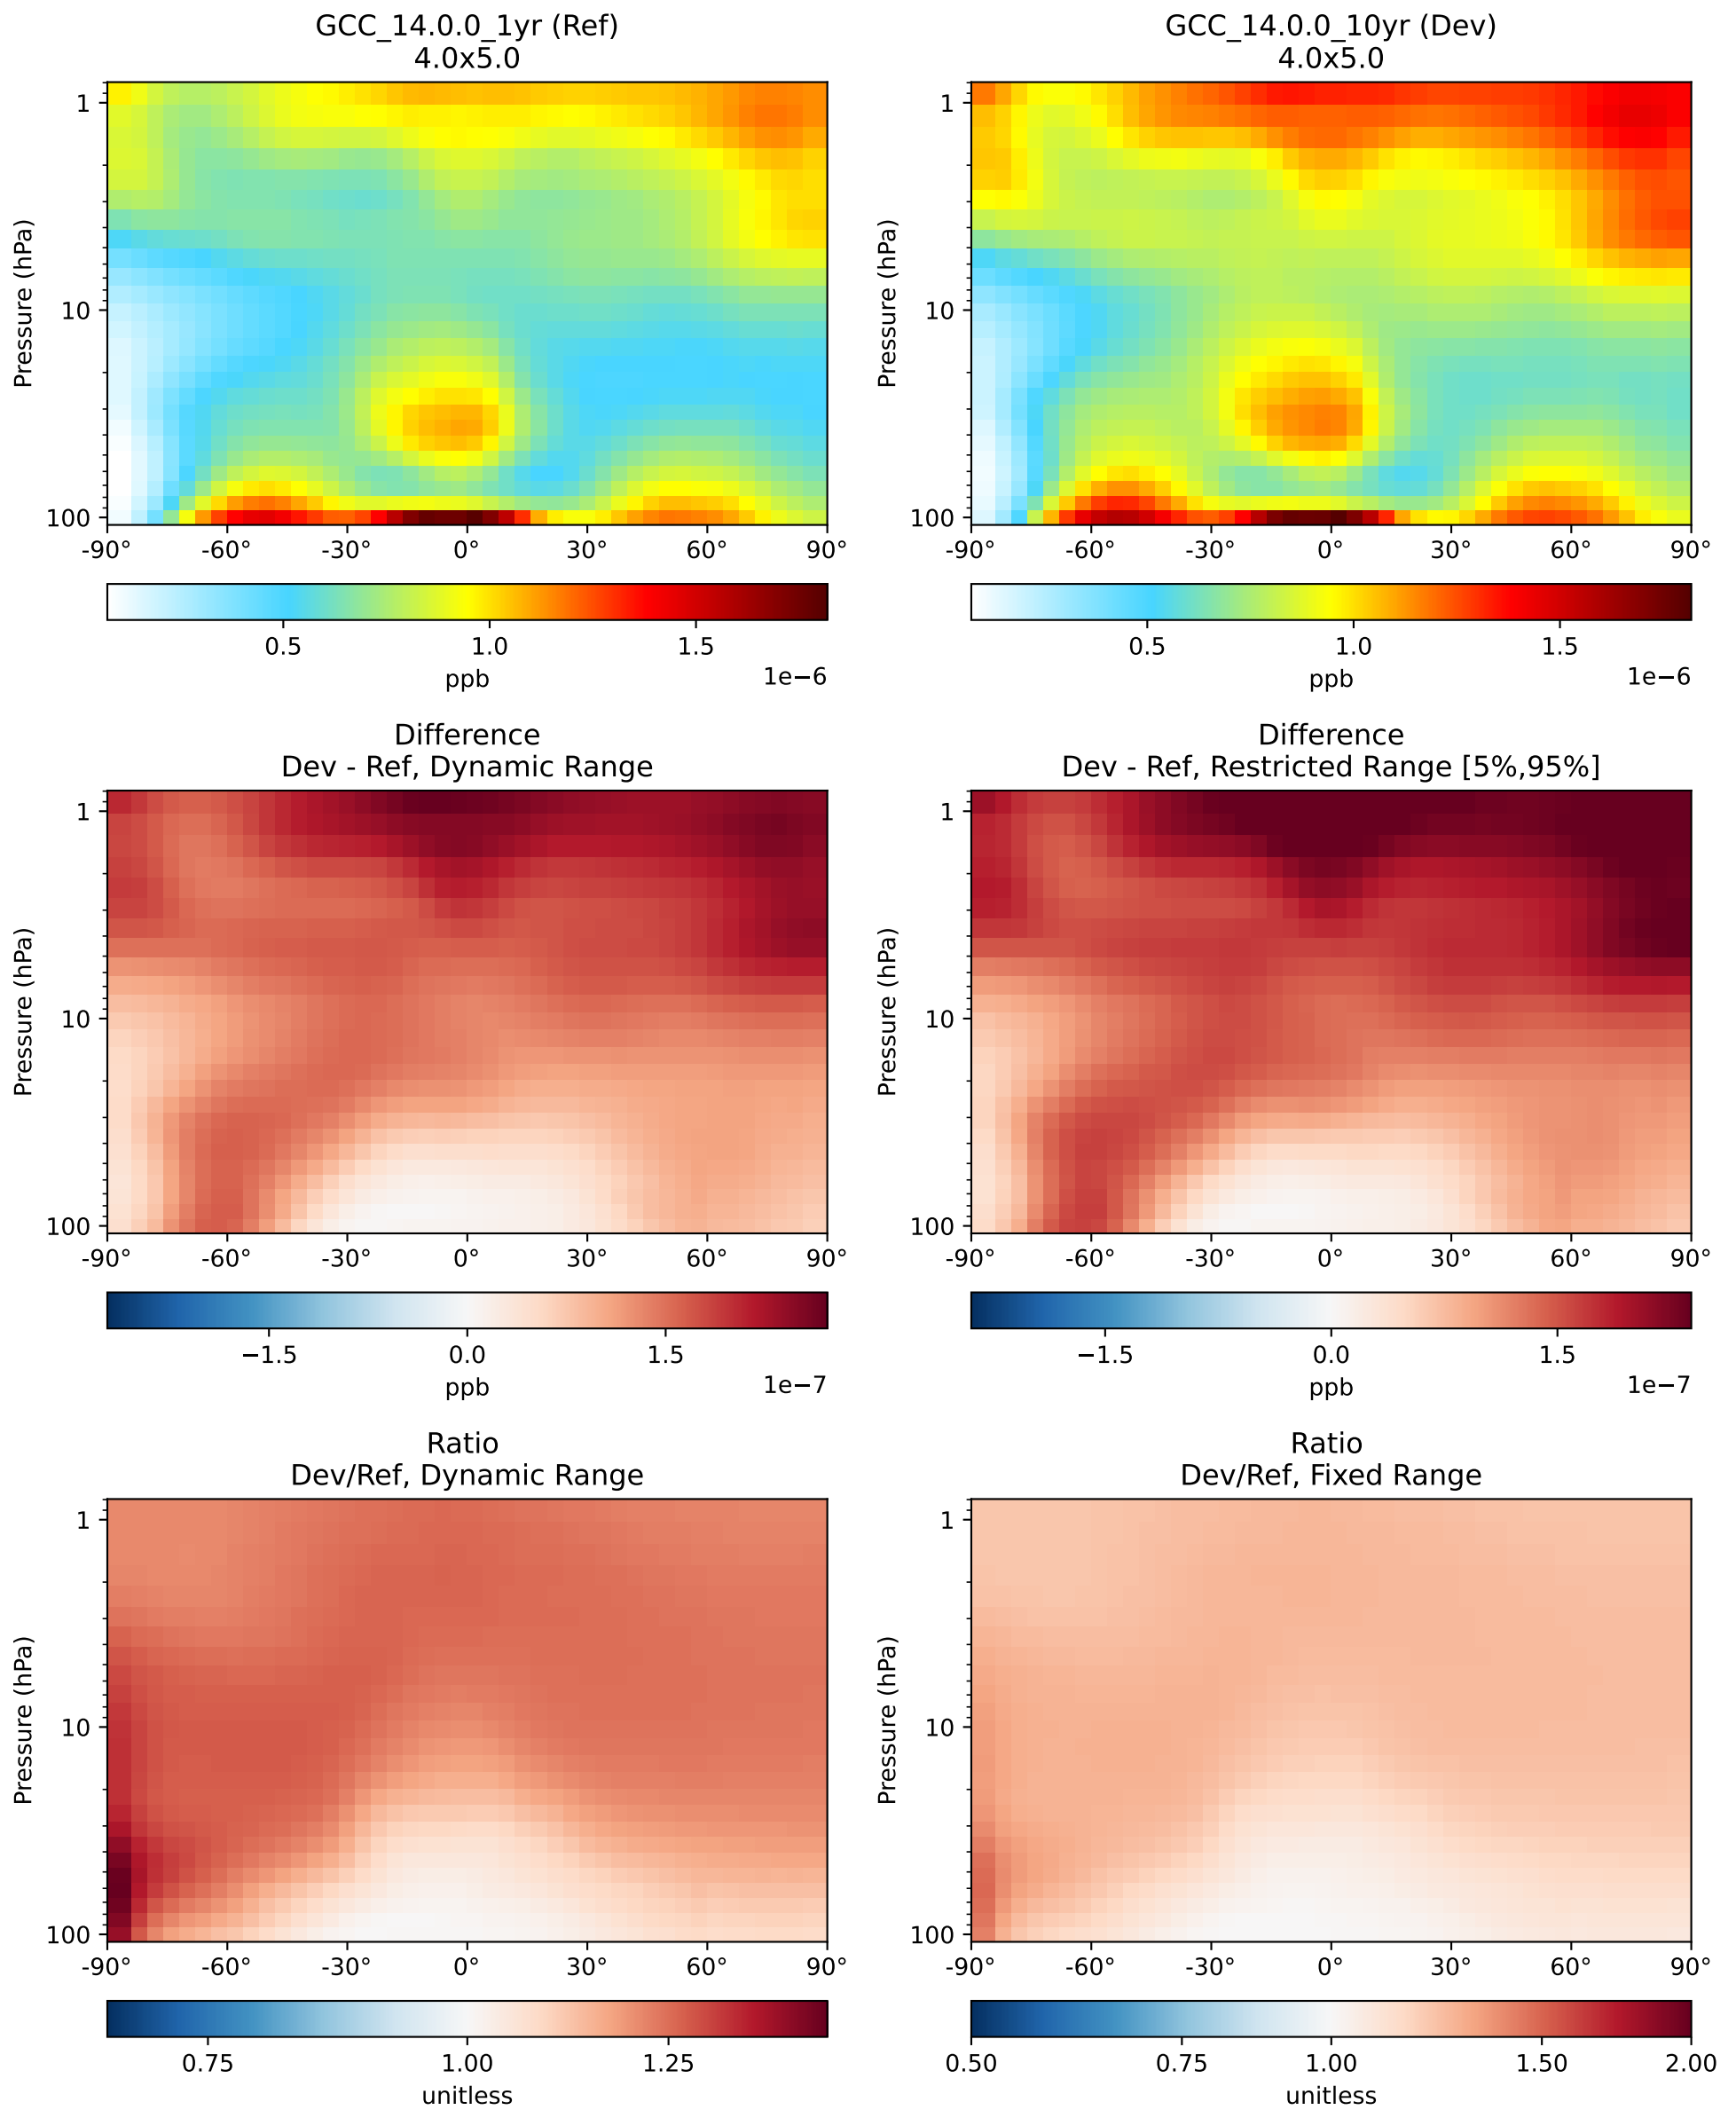 GCC_14.0.0_1yr (Ref)
4.0x5.0
Pressure (hPa)
1
10
100
-90° -60° -30° 0° 30° 60° 90°
0.5 1.0 1.5
ppb
1e−6
GCC_14.0.0_10yr (Dev)
4.0x5.0
Pressure (hPa)
1
10
100
-90° -60° -30° 0° 30° 60° 90°
0.5 1.0 1.5
ppb
1e−6
Difference
Dev - Ref, Dynamic Range
Pressure (hPa)
1
10
100
-90° -60° -30° 0° 30° 60° 90°
−1.5 0.0 1.5
ppb
1e−7
Difference
Dev - Ref, Restricted Range [5%,95%]
Pressure (hPa)
1
10
100
-90° -60° -30° 0° 30° 60° 90°
−1.5 0.0 1.5
ppb
1e−7
Ratio
Dev/Ref, Dynamic Range
Pressure (hPa)
1
10
100
-90° -60° -30° 0° 30° 60° 90°
0.75 1.00 1.25
unitless
Ratio
Dev/Ref, Fixed Range
Pressure (hPa)
1
10
100
-90° -60° -30° 0° 30° 60° 90°
0.50 0.75 1.00 1.50 2.00
unitless